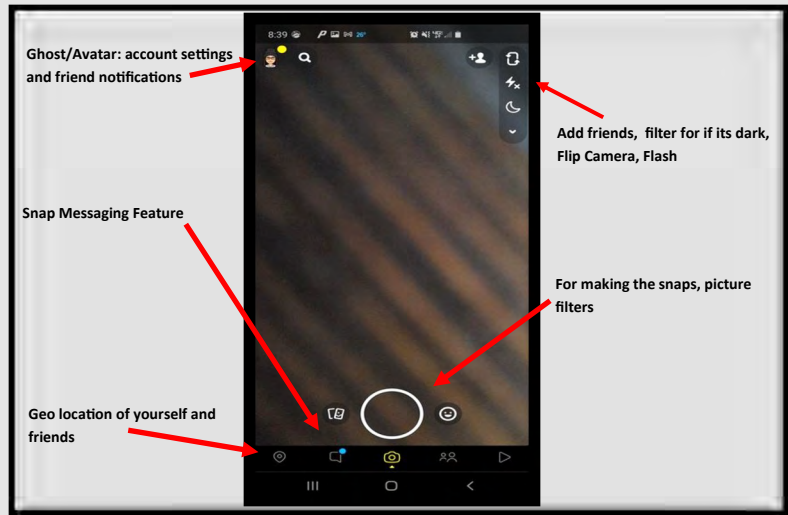 8:39
26°
Ghost/Avatar: account settings
and friend notifications
Add friends, filter for if its dark,
Flip Camera, Flash
Snap Messaging Feature
For making the snaps, picture
filters
Geo location of yourself and
friends